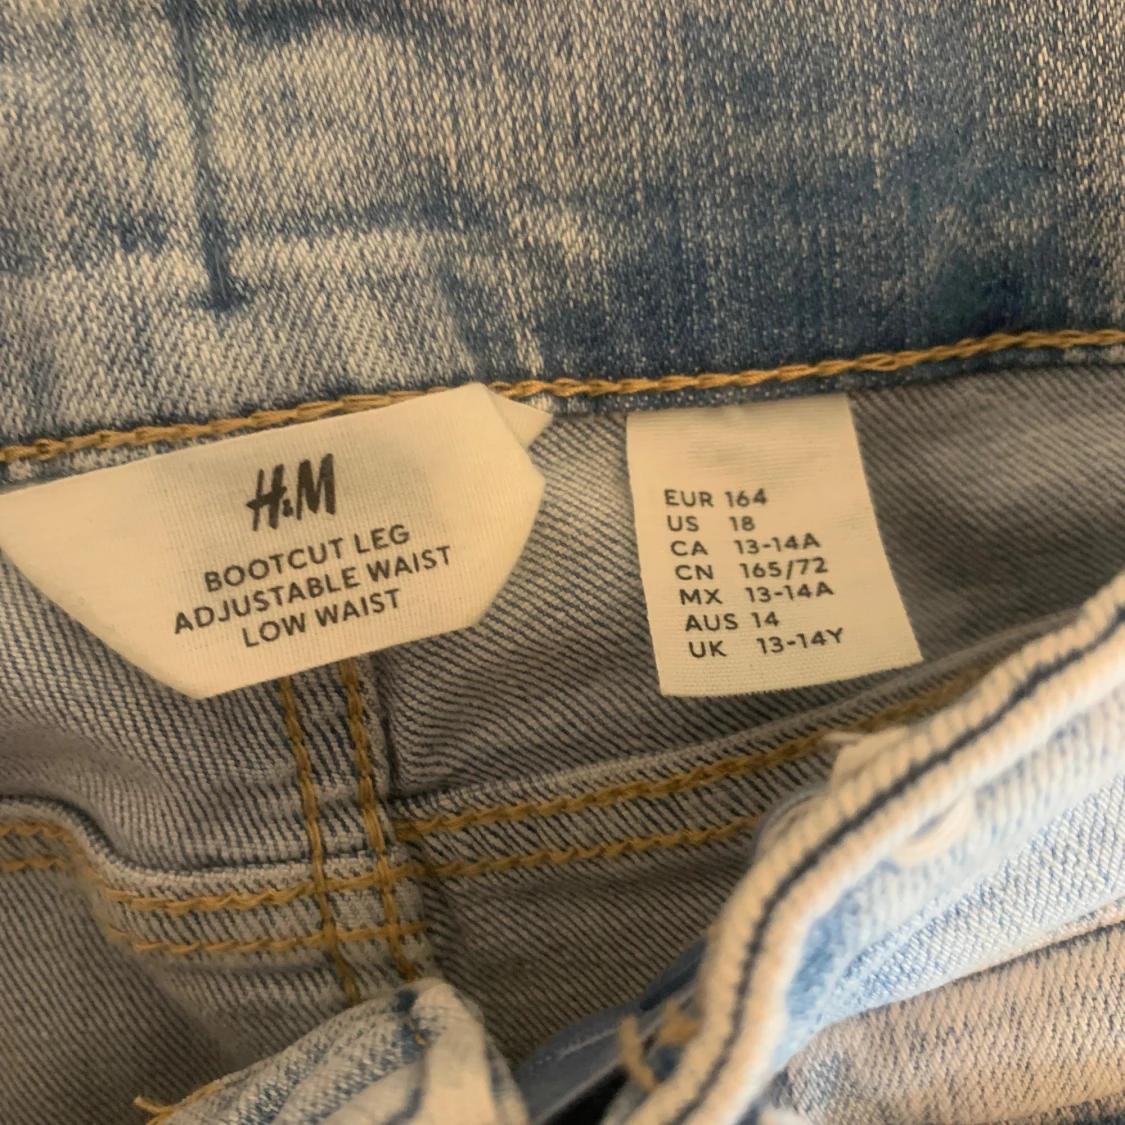 H&M
BOOTCUT LEG
ADJUSTABLE WAIST
LOW WAIST
EUR 164
US 18
CA 13-14A
CN 165/72
MX 13-14A
AUS 14
UK 13-14Y